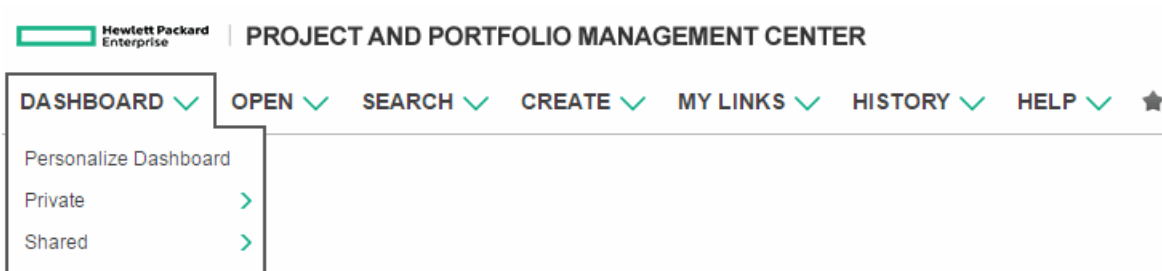 Hewlett Packard
Enterprise
PROJECT AND PORTFOLIO MANAGEMENT CENTER
DASHBOARD OPEN SEARCH CREATE MY LINKS HISTORY HELP
Personalize Dashboard
Private
Shared